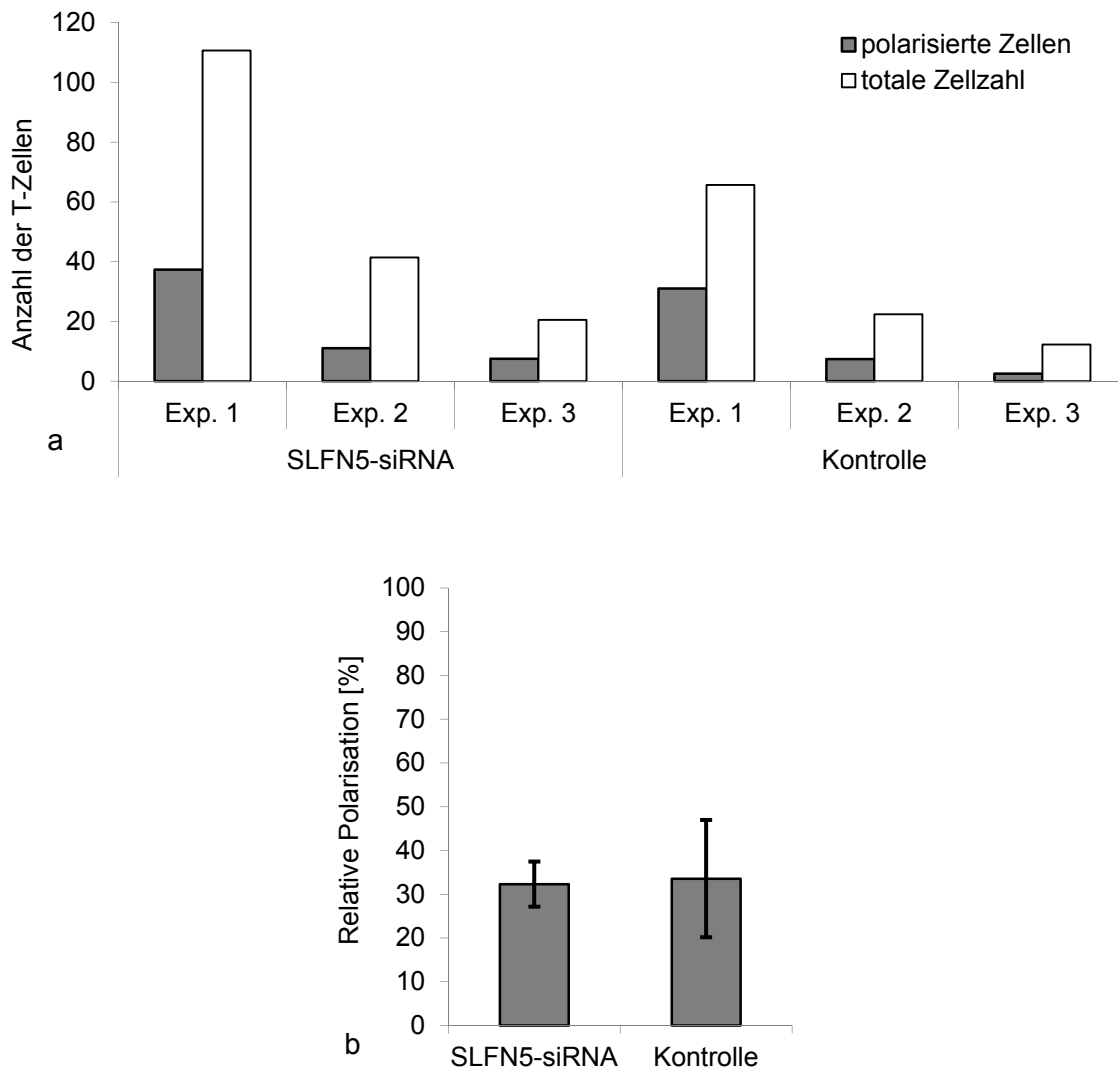 120
100
80
60
40
20
0
Anzahl der T-Zellen
polarisierte Zellen
totale Zellzahl
Exp. 1 Exp. 2 Exp. 3 Exp. 1 Exp. 2 Exp. 3
SLFN5-siRNA Kontrolle
a
100
90
80
70
60
50
40
30
20
10
0
Relative Polarisation [%]
SLFN5-siRNA Kontrolle
b